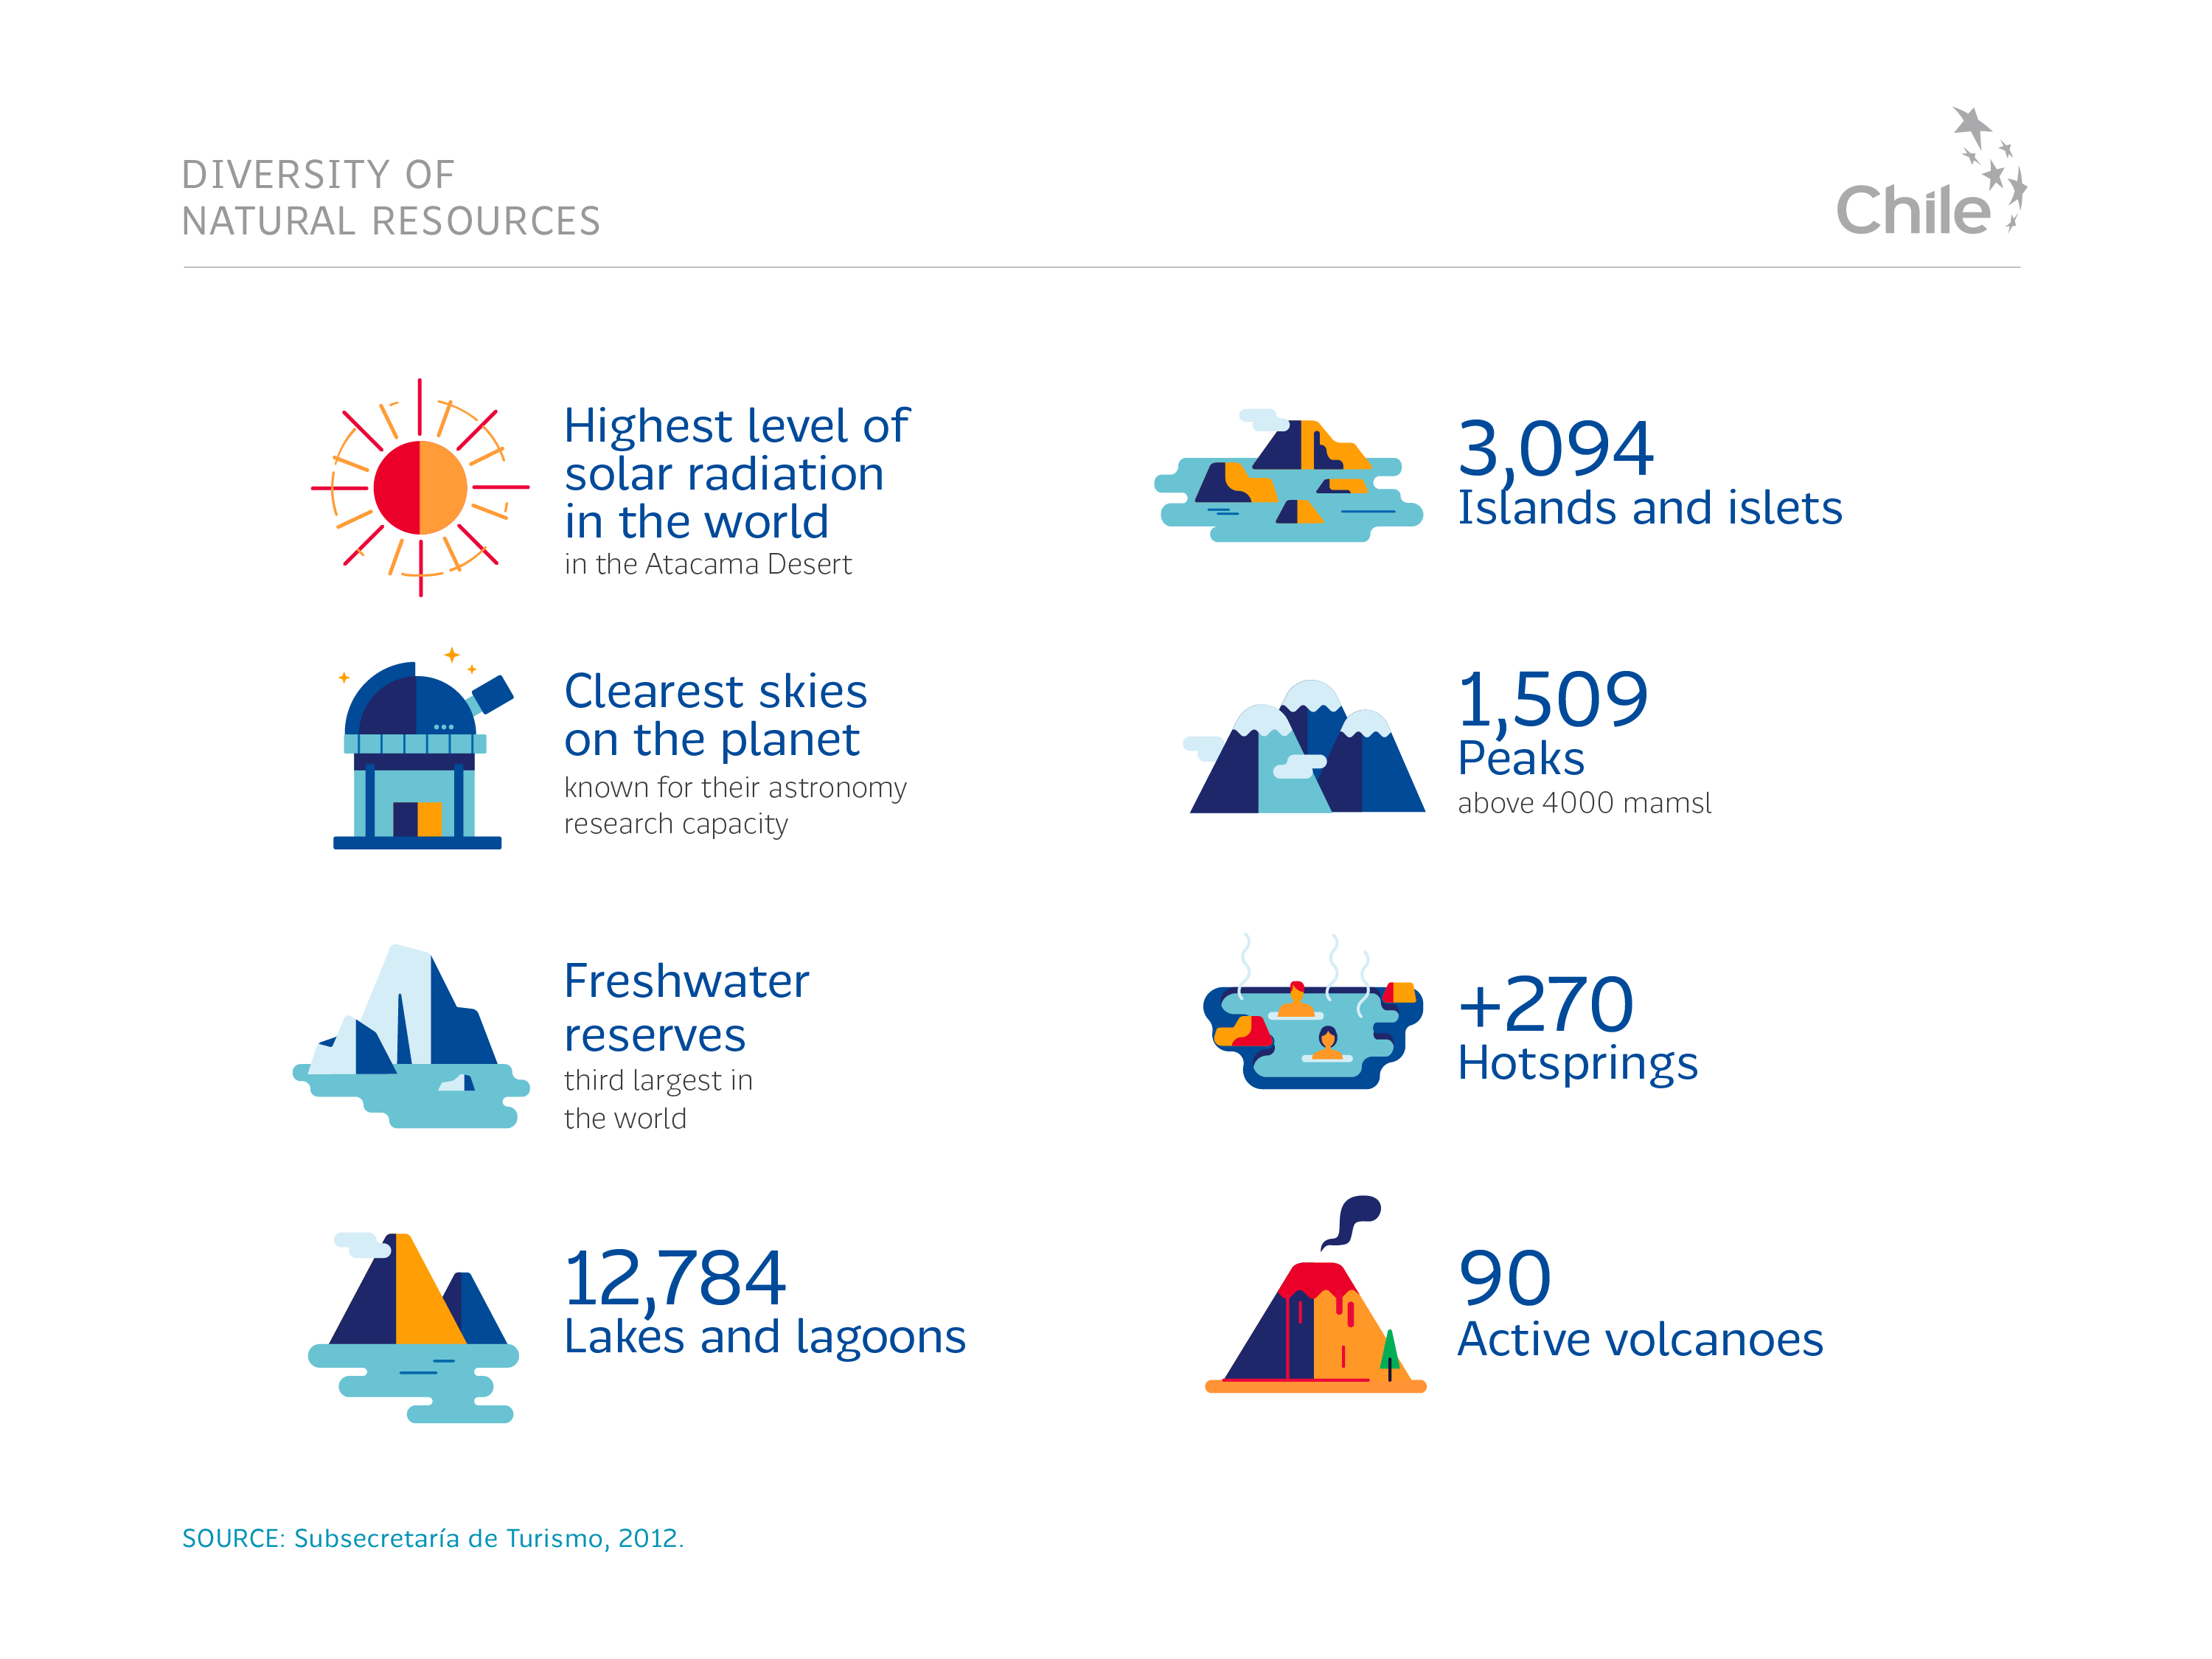 DIVERSITY OF
NATURAL RESOURCES
Chile
Highest level of
solar radiation
in the world
in the Atacama Desert
Clearest skies
on the planet
known for their astronomy
research capacity
Freshwater
reserves
third largest in
the world
12,784
Lakes and lagoons
3,094
Islands and islets
1,509
Peaks
above 4000 mamsl
+270
Hotsprings
90
Active volcanoes
SOURCE: Subsecretaría de Turismo, 2012.